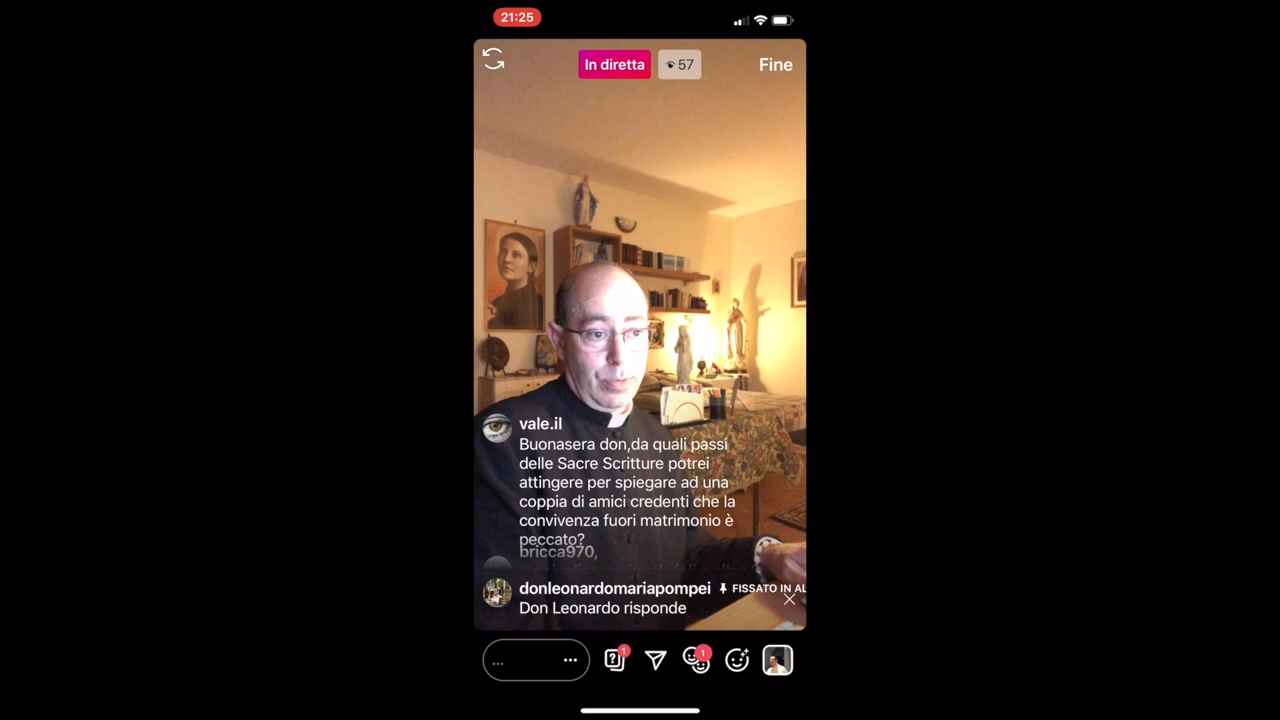 21:25
In diretta
57
Fine
vale.il
Buonasera don,da quali passi
delle Sacre Scritture potrei
attingere per spiegare ad una
coppia di amici credenti che la
convivenza fuori matrimonio è
peccato?
bricca970,
donleonardomariapompei FISSATO IN AL
Don Leonardo risponde
...
1
1